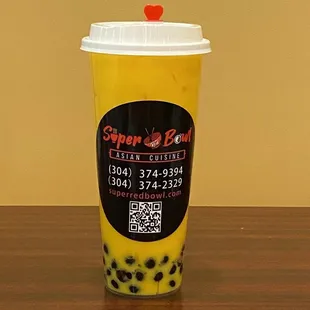 Super Bowl
ASIAN CUISINE
(304) 374-9394
(304) 374-2329
superredbowl.com